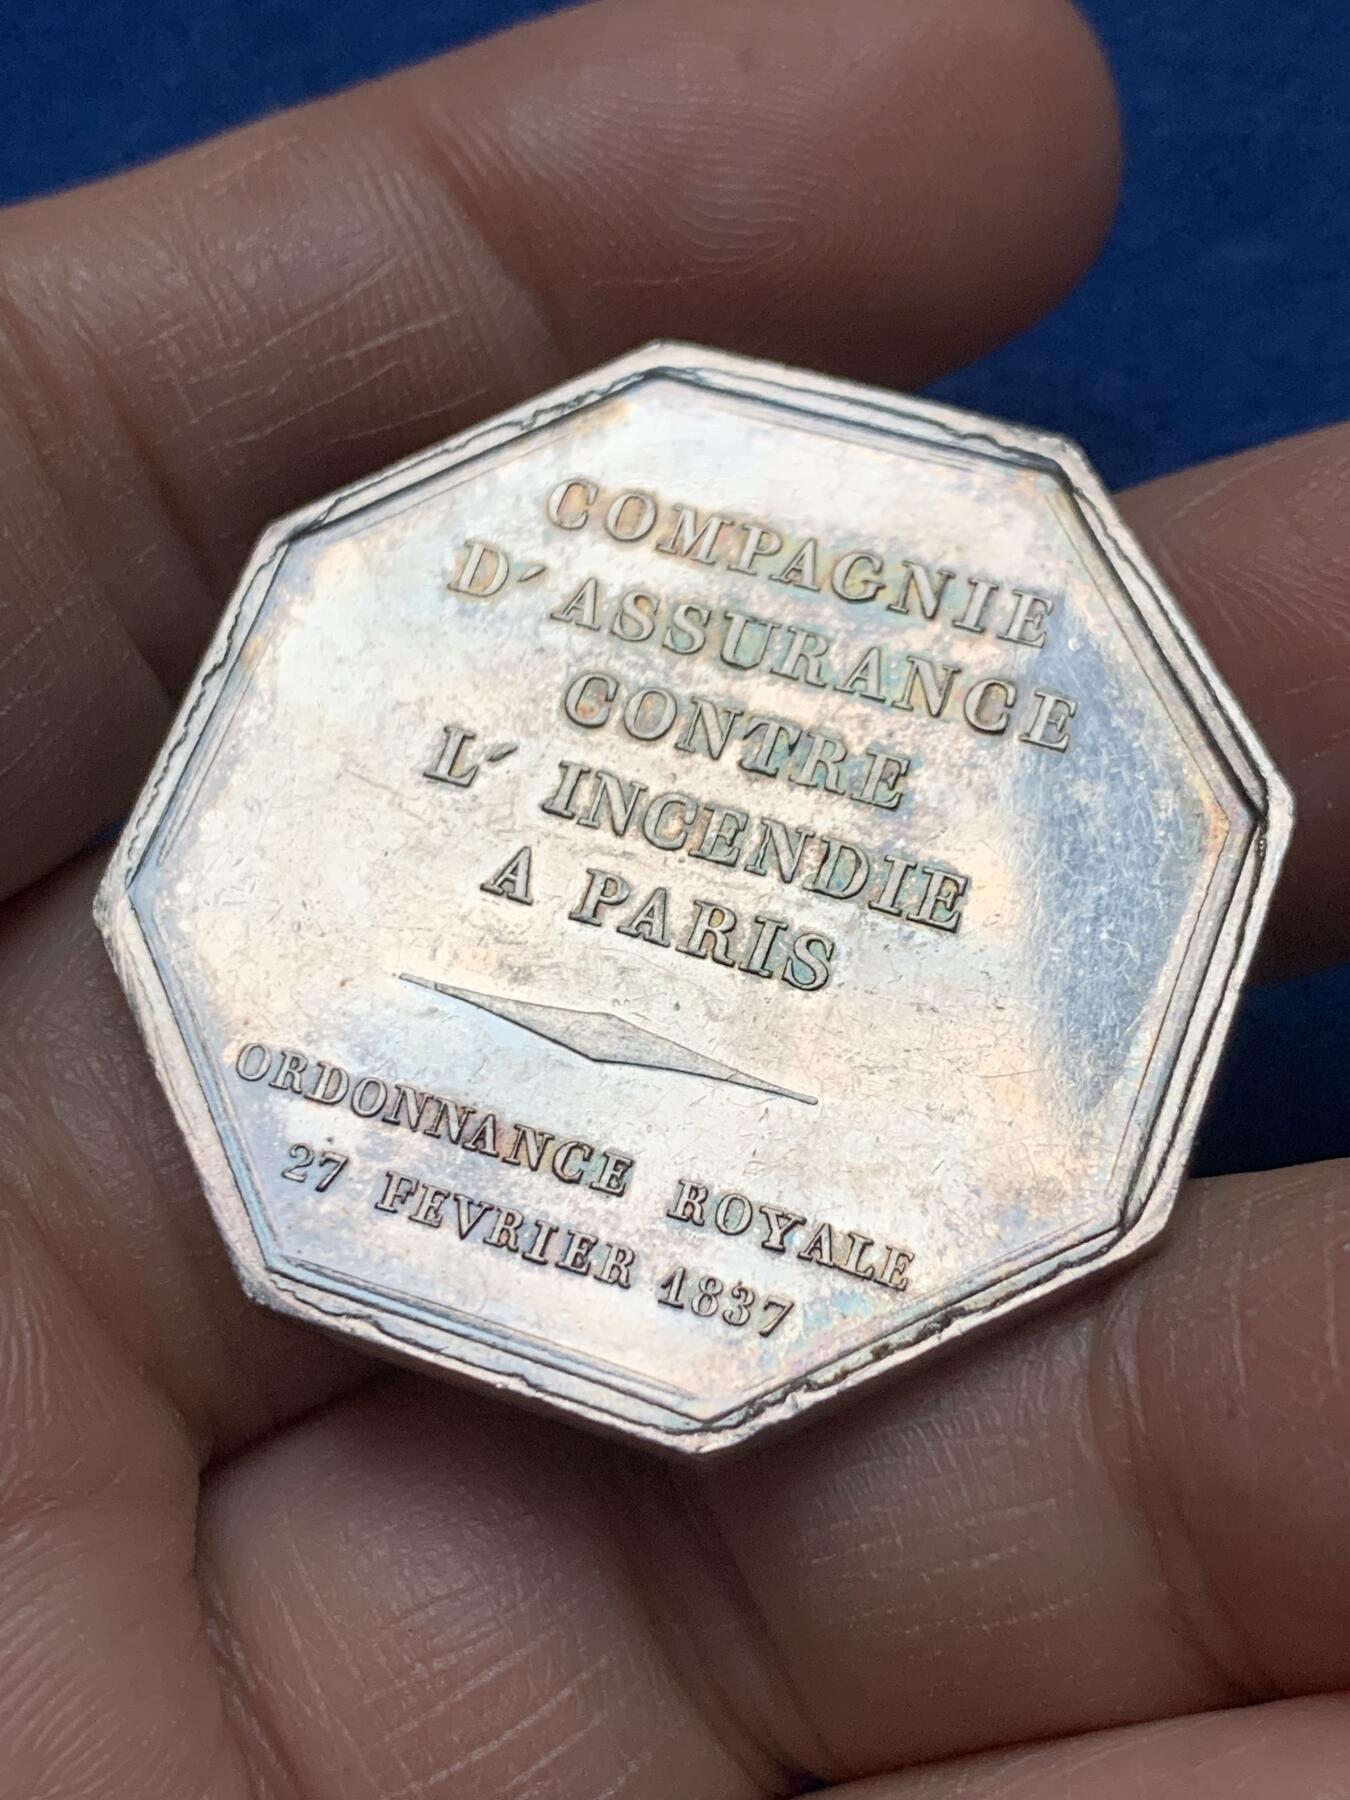 COMPAGNIE
D'ASSURANCE
CONTRE
L'INCENDIE
A PARIS
ORDONNANCE ROYALE
27 FEVRIER 1837